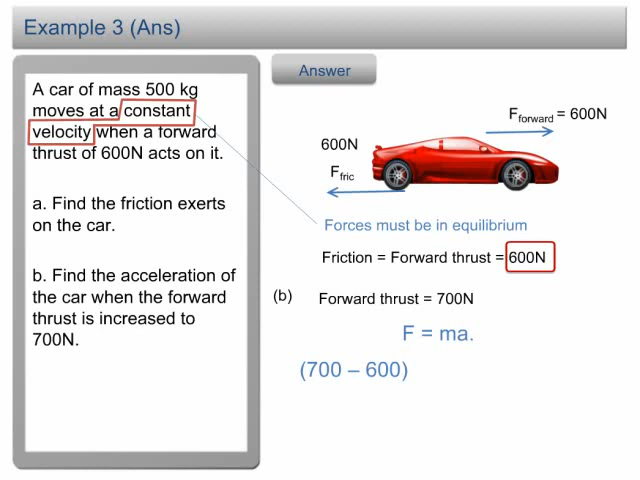 Example 3 (Ans)
A car of mass 500 kg
moves at a constant
velocity when a forward
thrust of 600N acts on it.
a. Find the friction exerts
on the car.
b. Find the acceleration of
the car when the forward
thrust is increased to
700N.
Answer
Fforward = 600N
600N
Ffric
Forces must be in equilibrium
Friction = Forward thrust = 600N
(b) Forward thrust = 700N
F = ma.
(700 – 600)